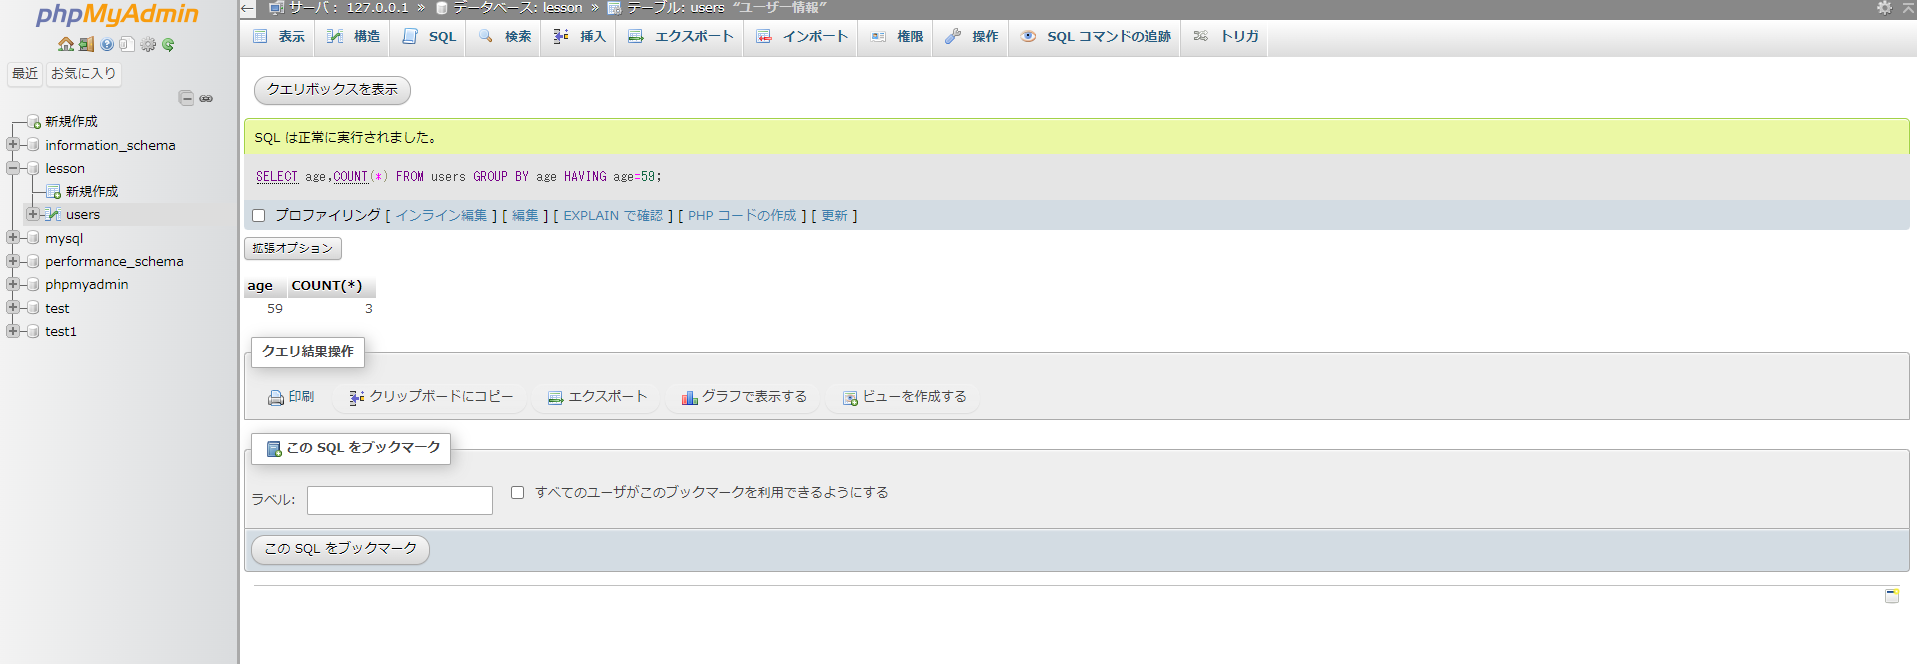 phpMyAdmin
最近 お気に入り
新規作成
information_schema
lesson
新規作成
users
mysql
performance_schema
phpmyadmin
test
test1
サーバ: 127.0.0.1 » データベース: lesson » テーブル: users “ユーザー情報”
表示 構造 SQL 検索 挿入 エクスポート インポート 権限 操作 SQL コマンドの追跡 トリガ
クエリボックスを表示
SQL は正常に実行されました。
SELECT age,COUNT(*) FROM users GROUP BY age HAVING age=59;
プロファイリング [ インライン編集 ] [ 編集 ] [ EXPLAIN で確認 ] [ PHP コードの作成 ] [ 更新 ]
拡張オプション
age COUNT(*)
59 3
クエリ結果操作
印刷 クリップボードにコピー エクスポート グラフで表示する ビューを作成する
この SQL をブックマーク
ラベル: すべてのユーザがこのブックマークを利用できるようにする
この SQL をブックマーク